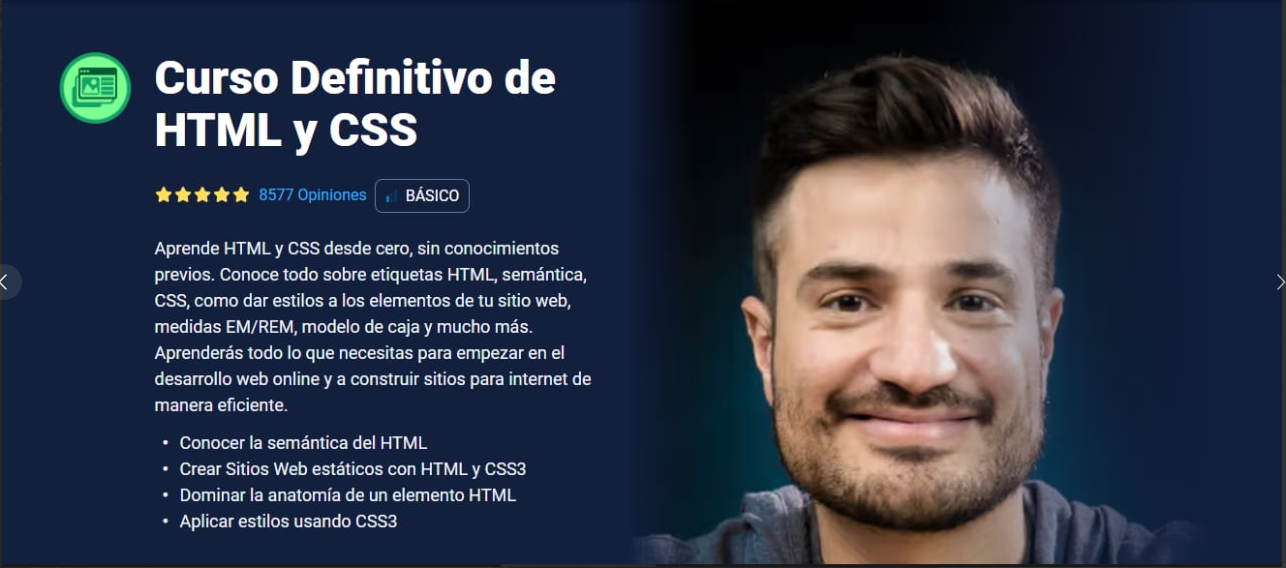 Curso Definitivo de
HTML y CSS
8577 Opiniones
BÁSICO
Aprende HTML y CSS desde cero, sin conocimientos
previos. Conoce todo sobre etiquetas HTML, semántica,
CSS, como dar estilos a los elementos de tu sitio web,
medidas EM/REM, modelo de caja y mucho más.
Aprenderás todo lo que necesitas para empezar en el
desarrollo web online y a construir sitios para internet de
manera eficiente.
• Conocer la semántica del HTML
• Crear Sitios Web estáticos con HTML y CSS3
• Dominar la anatomía de un elemento HTML
• Aplicar estilos usando CSS3